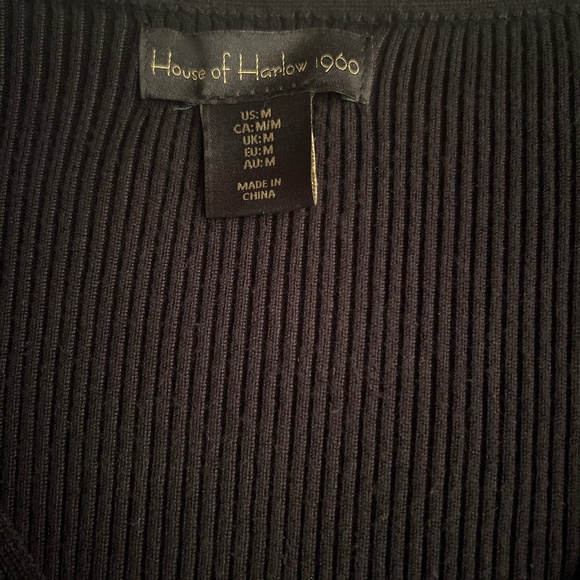 House of Harlow 1960
US: M
CA: M/M
UK: M
EU: M
AU: M
MADE IN
CHINA